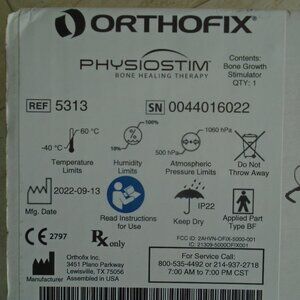 ORTHOFIX®
PHYSIOSTIM™
BONE HEALING THERAPY
Contents:
Bone Growth
Stimulator
QTY: 1
REF 5313
SN 0044016022
-40 °C
60 °C
Temperature
Limits
10%
100%
Humidity
Limits
500 hPa
1060 hPa
Atmospheric
Pressure Limits
Do Not
Throw Away
2022-09-13
Mfg. Date
Read Instructions
for Use
Keep Dry
IP22
Applied Part
Type BF
CE 2797
Rx only
FCC ID: 2AHVN-OFIX-5000-001
IC: 21309-5000OFIX001
Orthofix Inc.
3451 Plano Parkway
Lewisville, TX 75056
Assembled in USA
Manufacturer
For Service Call:
800-535-4492 or 214-937-2718
7:00 AM to 7:00 PM CST